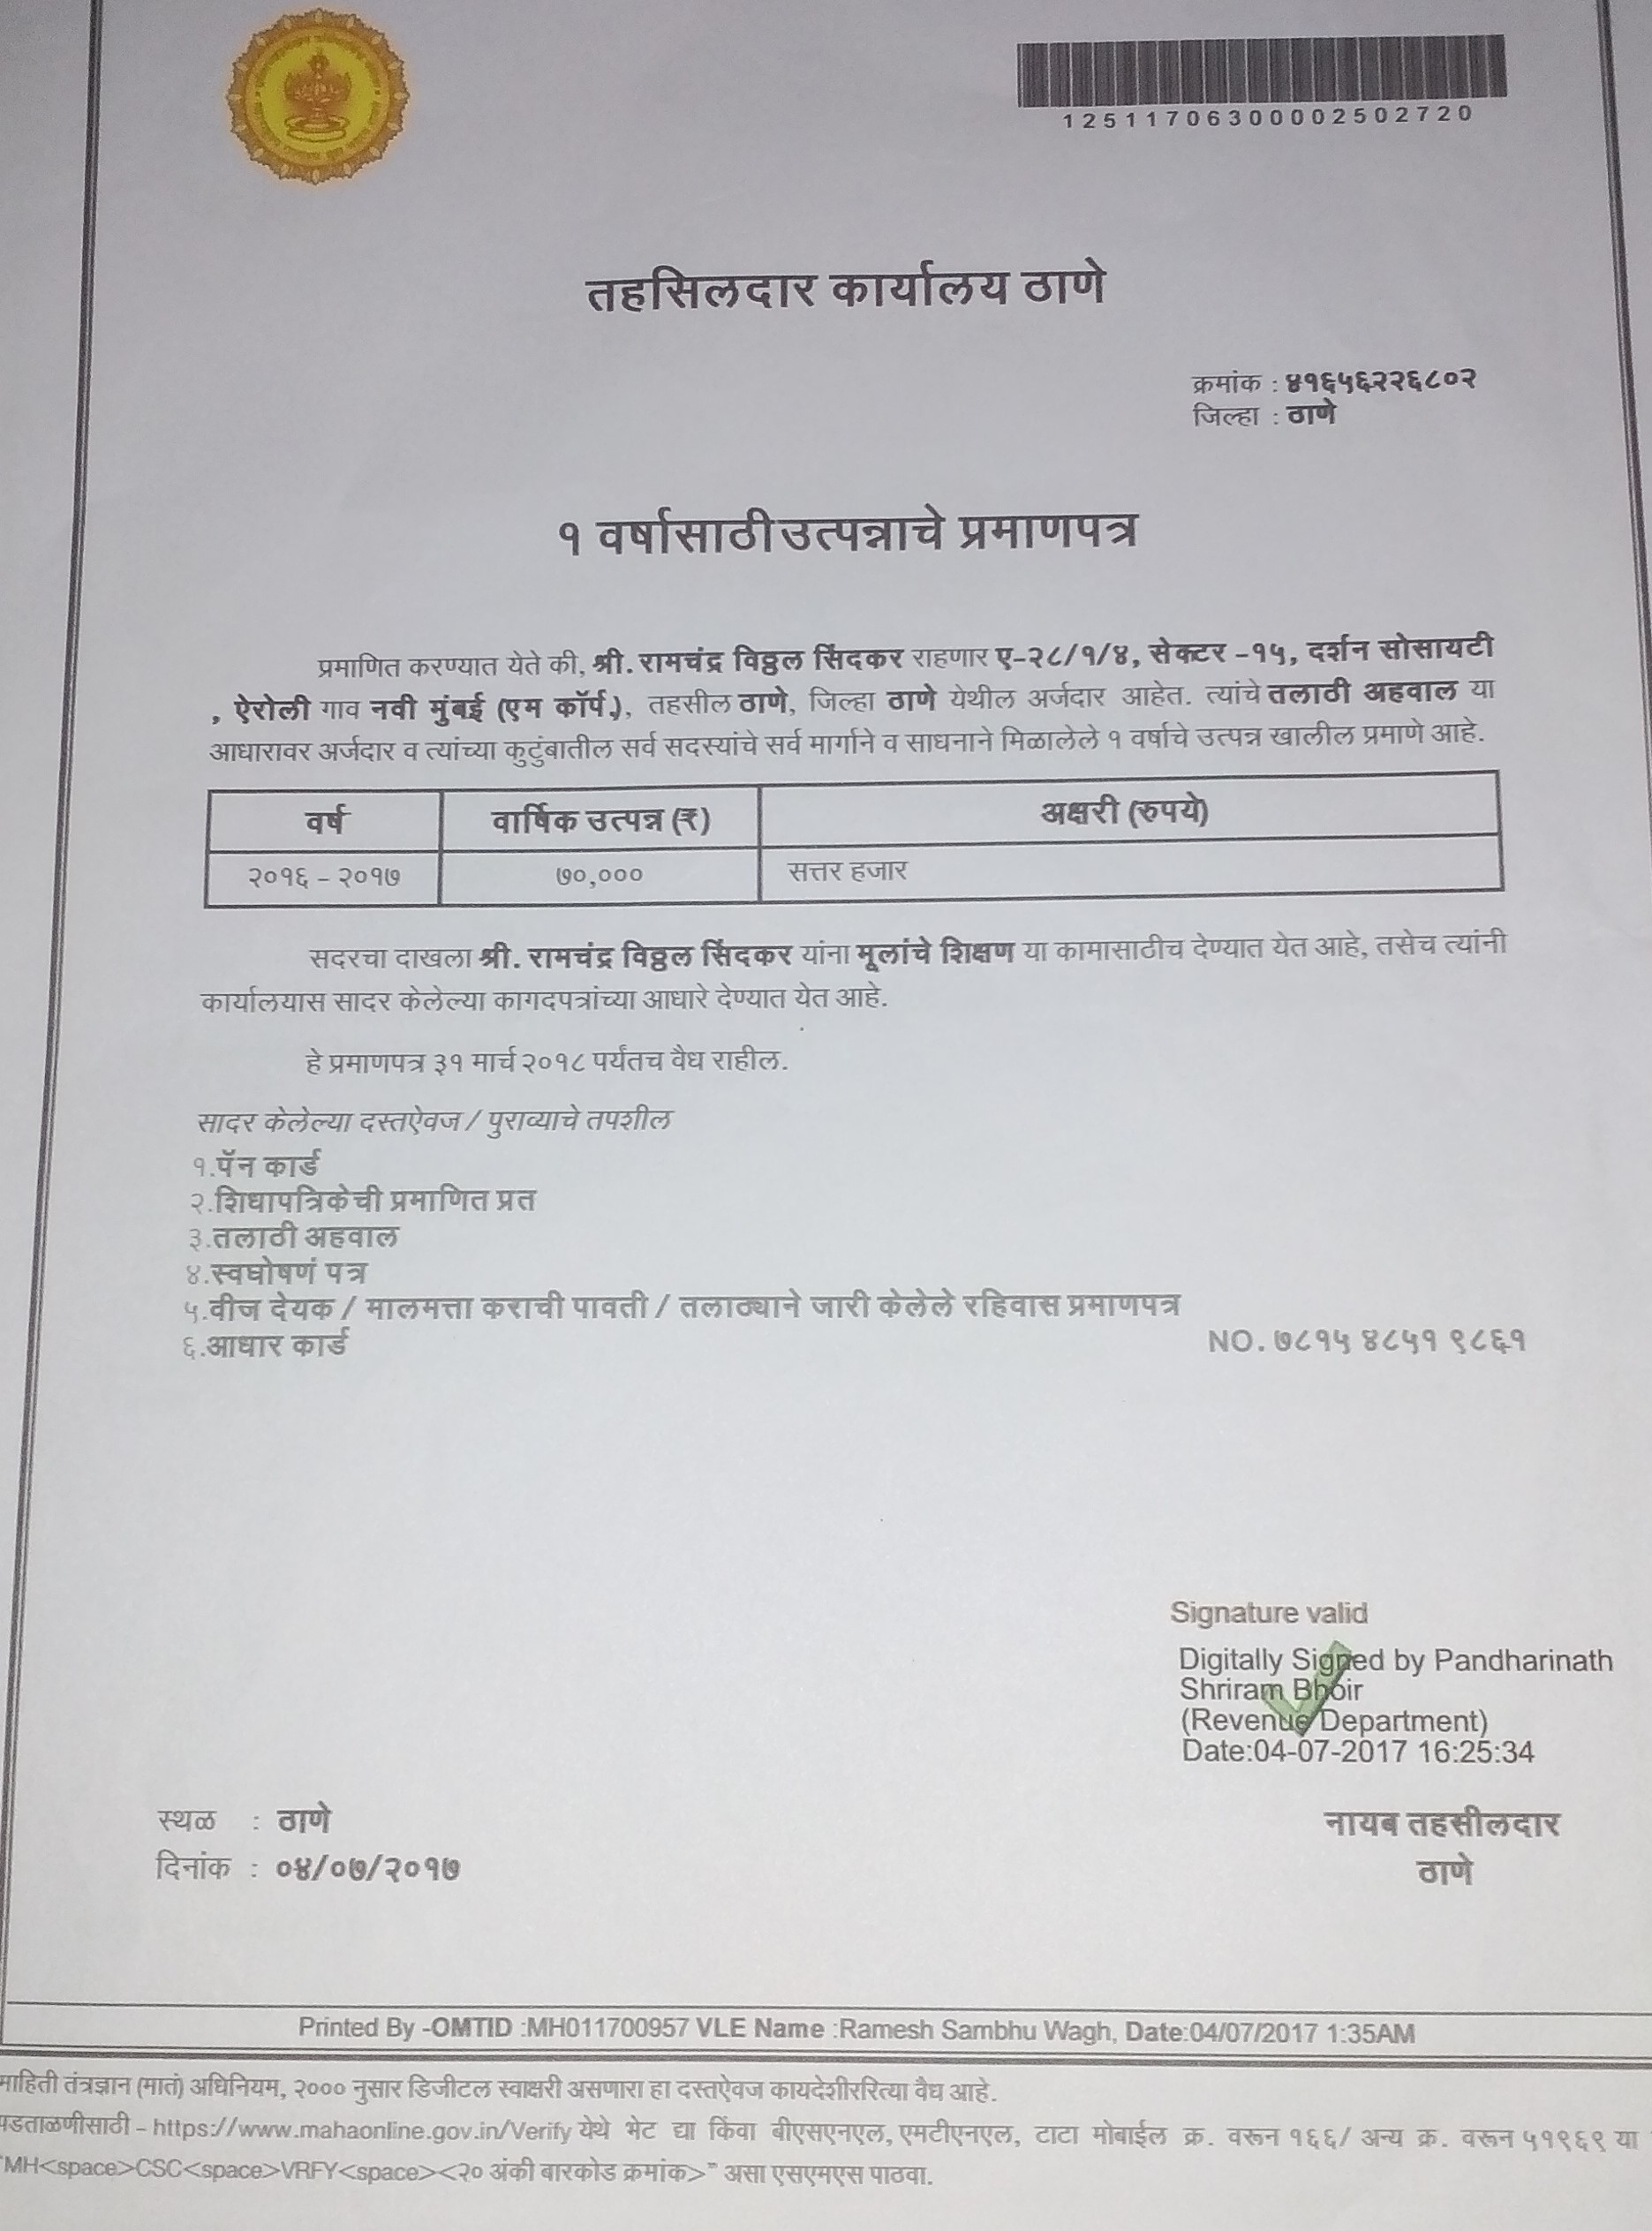 12511706300002502720
तहसिलदार कार्यालय ठाणे
क्रमांक : ४१६५६२२६८०२
जिल्हा : ठाणे
१ वर्षासाठी उत्पन्नाचे प्रमाणपत्र
प्रमाणित करण्यात येते की, श्री. रामचंद्र विठ्ठल सिंदकर राहणार ए-२८/१/४, सेक्टर -१५, दर्शन सोसायटी
, ऐरोली गाव नवी मुंबई (एम कॉर्प.), तहसील ठाणे, जिल्हा ठाणे येथील अर्जदार आहेत. त्यांचे तलाठी अहवाल या
आधारावर अर्जदार व त्यांच्या कुटुंबातील सर्व सदस्यांचे सर्व मार्गाने व साधनाने मिळालेले १ वर्षाचे उत्पन्न खालील प्रमाणे आहे.
वर्ष वार्षिक उत्पन्न (₹) अक्षरी (रुपये)
२०१६ - २०१७ ७०,००० सत्तर हजार
सदरचा दाखला श्री. रामचंद्र विठ्ठल सिंदकर यांना मूलांचे शिक्षण या कामासाठीच देण्यात येत आहे, तसेच त्यांनी
कार्यालयास सादर केलेल्या कागदपत्रांच्या आधारे देण्यात येत आहे.
हे प्रमाणपत्र ३१ मार्च २०१८ पर्यंतच वैध राहील.
सादर केलेल्या दस्तऐवज / पुराव्याचे तपशील
१.पॅन कार्ड
२.शिधापत्रिकेची प्रमाणित प्रत
३.तलाठी अहवाल
४.स्वघोषणं पत्र
५.वीज देयक / मालमत्ता कराची पावती / तलाठ्याने जारी केलेले रहिवास प्रमाणपत्र
६.आधार कार्ड NO. ७८१५ ४८५१ ९८६१
Signature valid
Digitally Signed by Pandharinath
Shriram Bhoir
(Revenue Department)
Date:04-07-2017 16:25:34
स्थळ : ठाणे नायब तहसीलदार
दिनांक : ०४/०७/२०१७ ठाणे
Printed By -OMTID :MH011700957 VLE Name :Ramesh Sambhu Wagh, Date:04/07/2017 1:35AM
माहिती तंत्रज्ञान (मातं) अधिनियम, २००० नुसार डिजीटल स्वाक्षरी असणारा हा दस्तऐवज कायदेशीररित्या वैध आहे.
पडताळणीसाठी - https://www.mahaonline.gov.in/Verify येथे भेट द्या किंवा बीएसएनएल, एमटीएनएल, टाटा मोबाईल क्र. वरून १६६/ अन्य क्र. वरून ५१९६९ या
"MH<space>CSC<space>VRFY<space><२० अंकी बारकोड क्रमांक>" असा एसएमएस पाठवा.